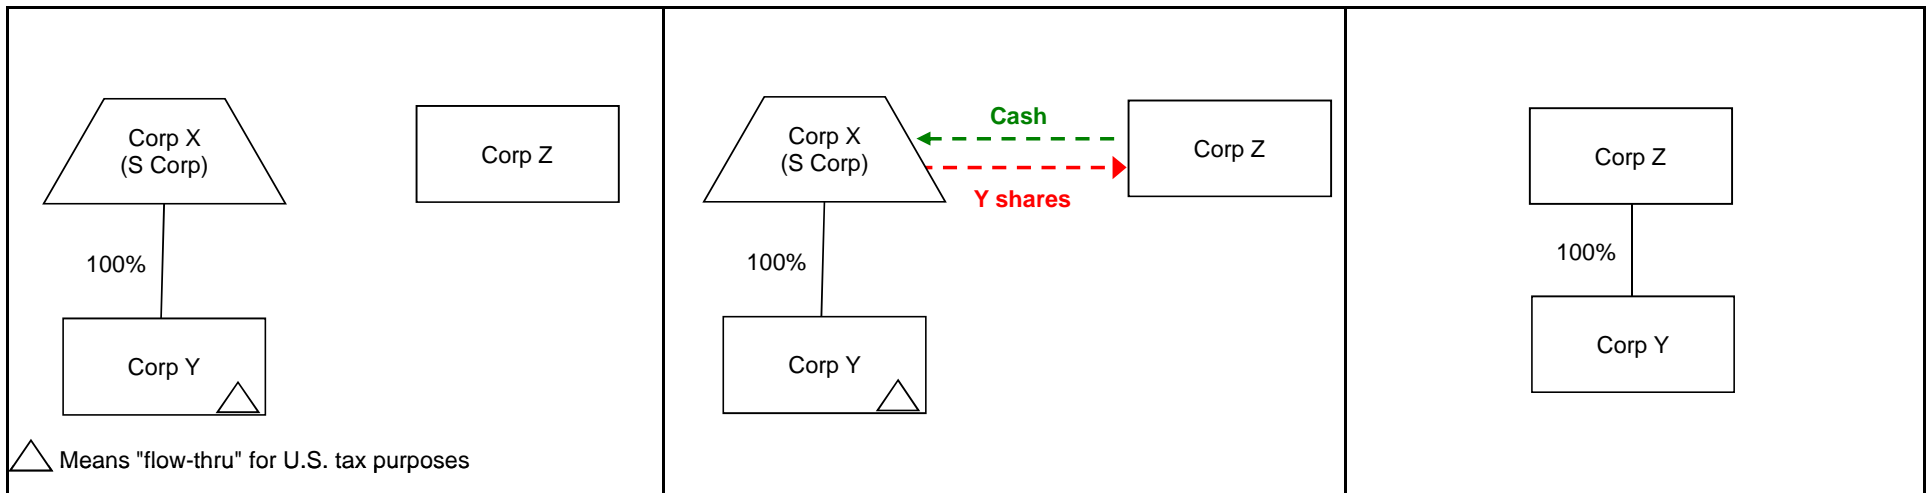 Corp X
(S Corp)
Corp Z
100%
Corp Y
Means "flow-thru" for U.S. tax purposes
Corp X
(S Corp)
Cash
Y shares
Corp Z
100%
Corp Y
Corp Z
100%
Corp Y